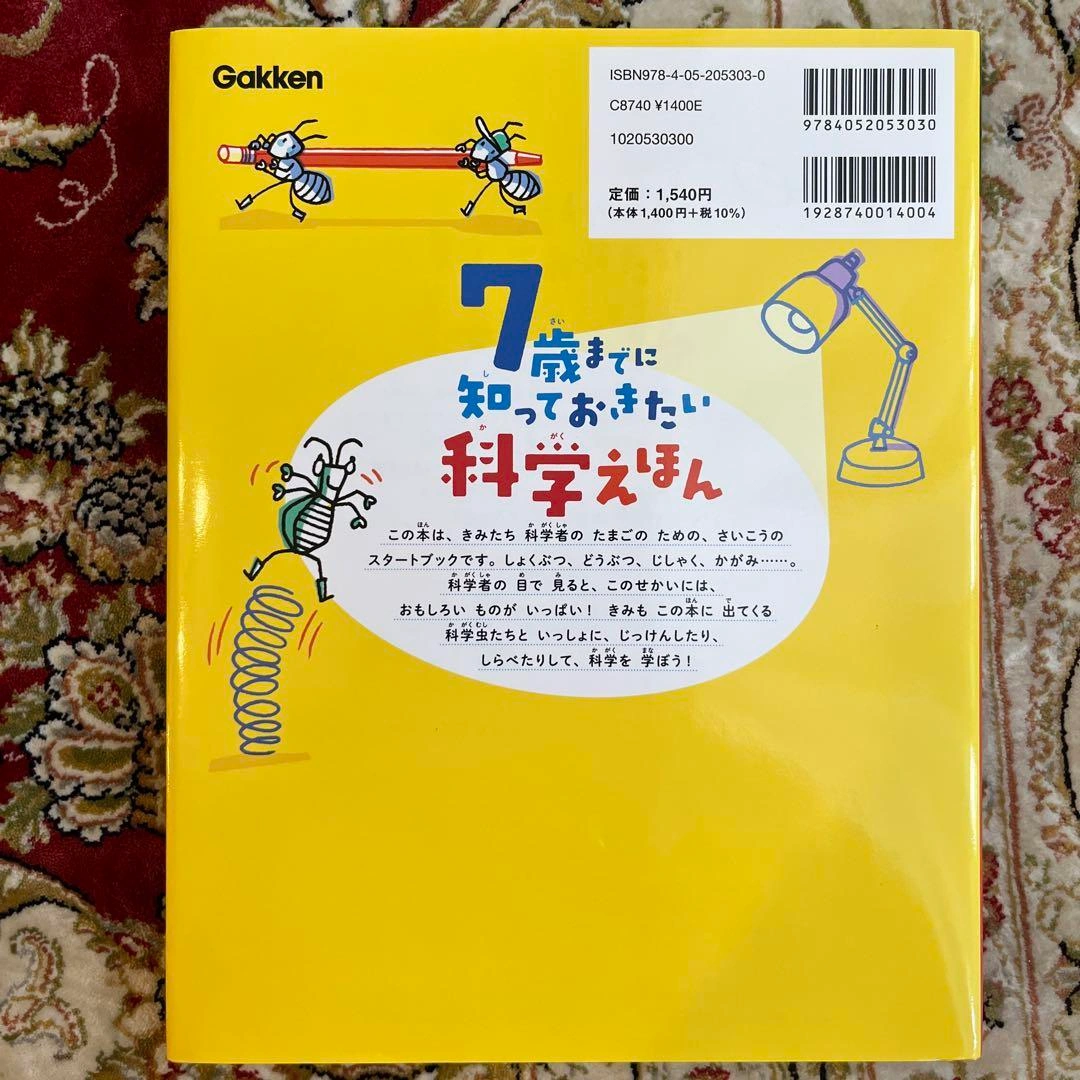 Gakken
ISBN978-4-05-205303-0
C8740 ¥1400E
1020530300
定価：1,540円
（本体1,400円＋税10%）
9784052053030
1928740014004
7歳までに
知っておきたい
科学えほん
この本は、きみたち 科学者の たまごの ための、さいこうの
スタートブックです。しょくぶつ、どうぶつ、じしゃく、かがみ……。
科学者の 目で 見ると、このせかいには、
おもしろい ものが いっぱい！ きみも この本に 出てくる
科学虫たちと いっしょに、じっけんしたり、
しらべたりして、科学を 学ぼう！